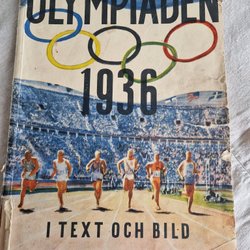 OLYMPIADEN
1936
I TEXT OCH BILD